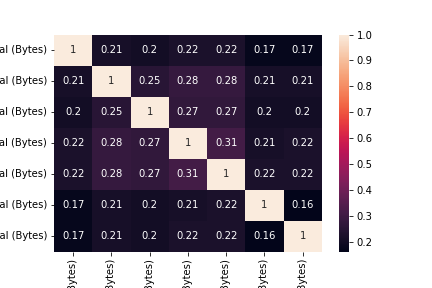 al (Bytes) 1 0.21 0.2 0.22 0.22 0.17 0.17 1.0
al (Bytes) 0.21 1 0.25 0.28 0.28 0.21 0.21 0.9
al (Bytes) 0.2 0.25 1 0.27 0.27 0.2 0.2 0.8
0.7
al (Bytes) 0.22 0.28 0.27 1 0.31 0.21 0.22 0.6
al (Bytes) 0.22 0.28 0.27 0.31 1 0.22 0.22 0.5
0.4
al (Bytes) 0.17 0.21 0.2 0.21 0.22 1 0.16 0.3
al (Bytes) 0.17 0.21 0.2 0.22 0.22 0.16 1 0.2
Bytes)
Bytes)
Bytes)
Bytes)
Bytes)
Bytes)
Bytes)